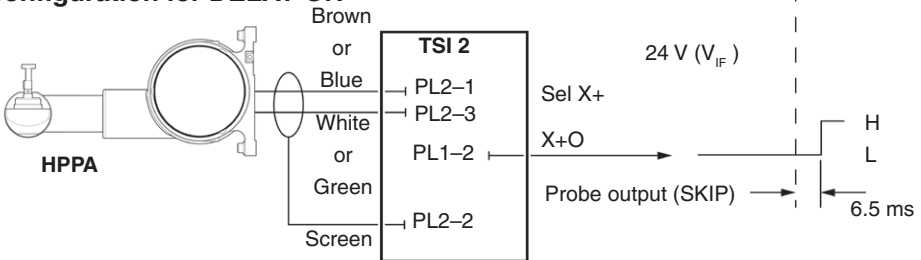 Brown
or
Blue
White
or
Green
Screen
HPPA
TSI 2
PL2–1
PL2–3
PL1–2
PL2–2
24 V (V_IF)
Sel X+
X+O
H
L
Probe output (SKIP)
6.5 ms